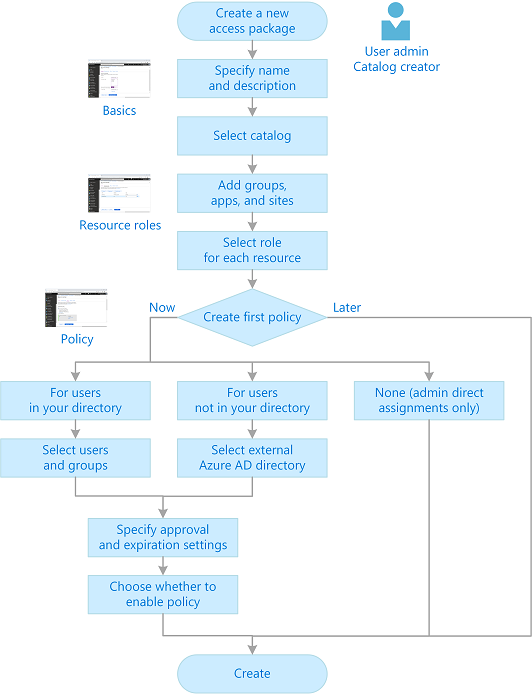 Create a new
access package
User admin
Catalog creator
Specify name
and description
Basics
Select catalog
Add groups,
apps, and sites
Resource roles
Select role
for each resource
Now
Create first policy
Later
Policy
For users
in your directory
For users
not in your directory
None (admin direct
assignments only)
Select users
and groups
Select external
Azure AD directory
Specify approval
and expiration settings
Choose whether to
enable policy
Create